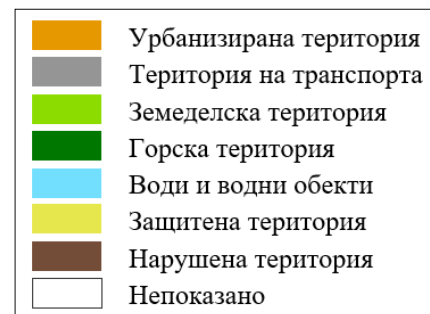 Урбанизирана територия
Територия на транспорта
Земеделска територия
Горска територия
Води и водни обекти
Защитена територия
Нарушена територия
Непоказано